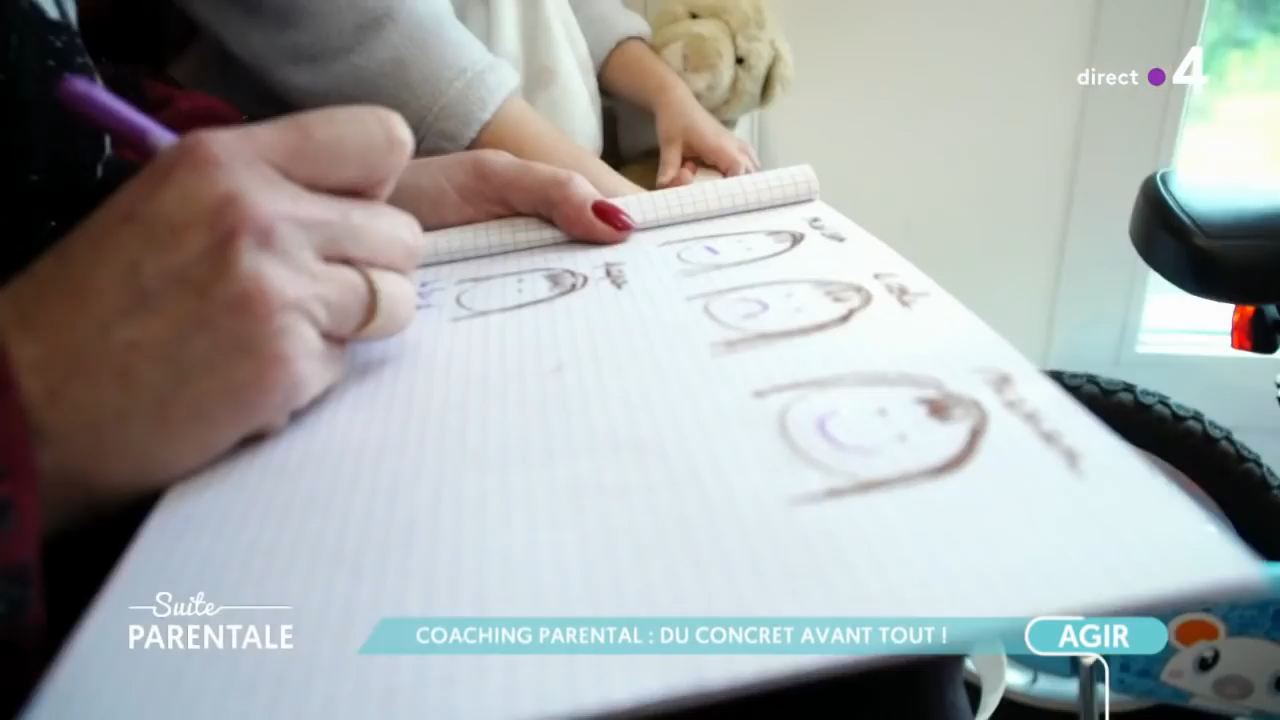 direct 4
Suite
PARENTALE
COACHING PARENTAL : DU CONCRET AVANT TOUT !
AGIR